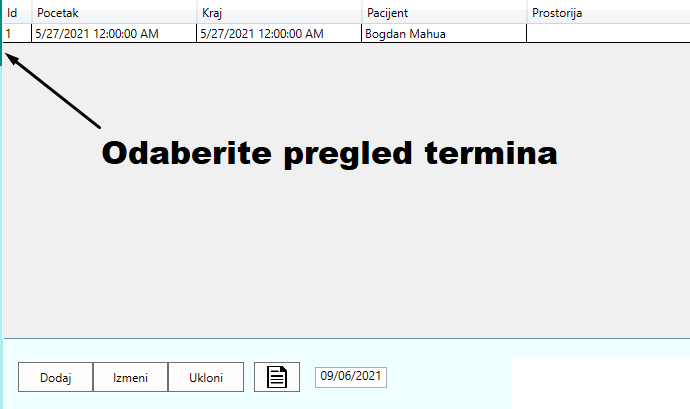 Id Pocetak Kraj Pacijent Prostorija
1 5/27/2021 12:00:00 AM 5/27/2021 12:00:00 AM Bogdan Mahua
Odaberite pregled termina
Dodaj Izmeni Ukloni 09/06/2021